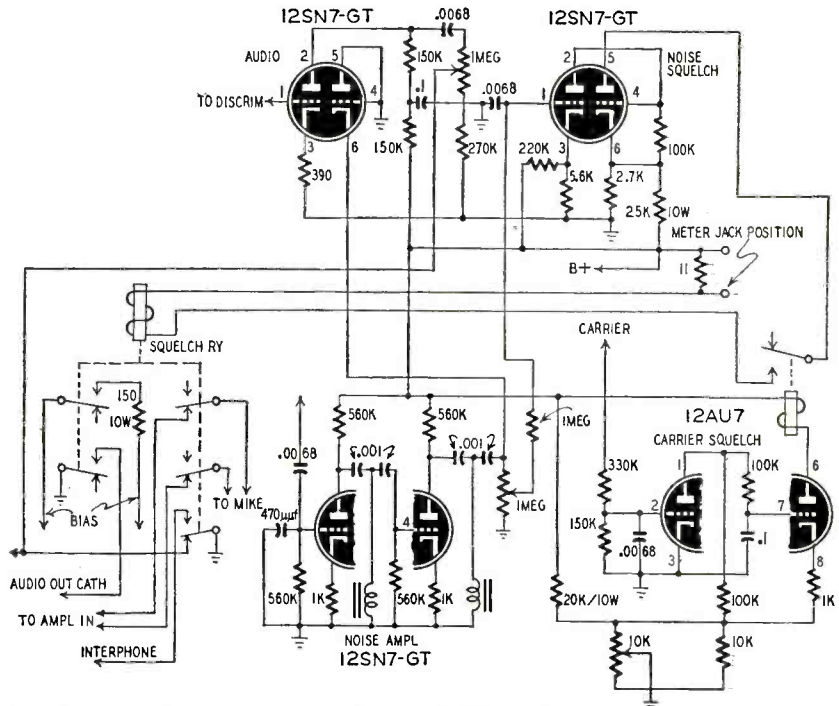 12SN7-GT
12SN7-GT
.0068
AUDIO
2
5
150K
1MEG
.0068
2
5
NOISE
SQUELCH
TO DISCRIM
1
4
.1
1
4
3
6
150K
270K
220K
3
6
100K
390
5.6K
2.7K
25K
10W
METER JACK POSITION
B+
11
SQUELCH RY
CARRIER
150
10W
560K
560K
1MEG
12AU7
CARRIER SQUELCH
.0068
.001
.001
1
100K
6
330K
TO MIKE
1MEG
2
7
BIAS
470μμf
4
150K
.0068
.1
3
8
AUDIO OUT CATH
560K
1K
560K
1K
20K/10W
100K
1K
TO AMPL IN
NOISE AMPL
12SN7-GT
10K
10K
INTERPHONE